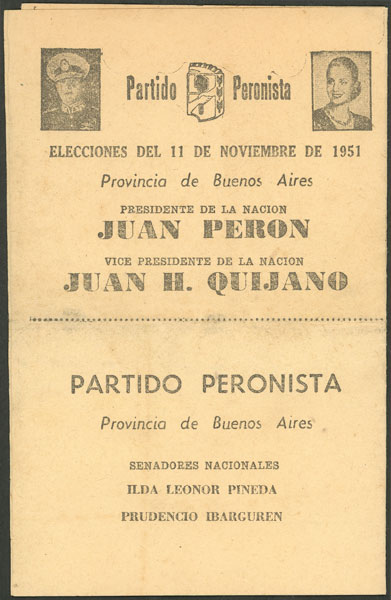 Partido Peronista
ELECCIONES DEL 11 DE NOVIEMBRE DE 1951
Provincia de Buenos Aires
PRESIDENTE DE LA NACION
JUAN PERON
VICE PRESIDENTE DE LA NACION
JUAN H. QUIJANO
PARTIDO PERONISTA
Provincia de Buenos Aires
SENADORES NACIONALES
ILDA LEONOR PINEDA
PRUDENCIO IBARGUREN